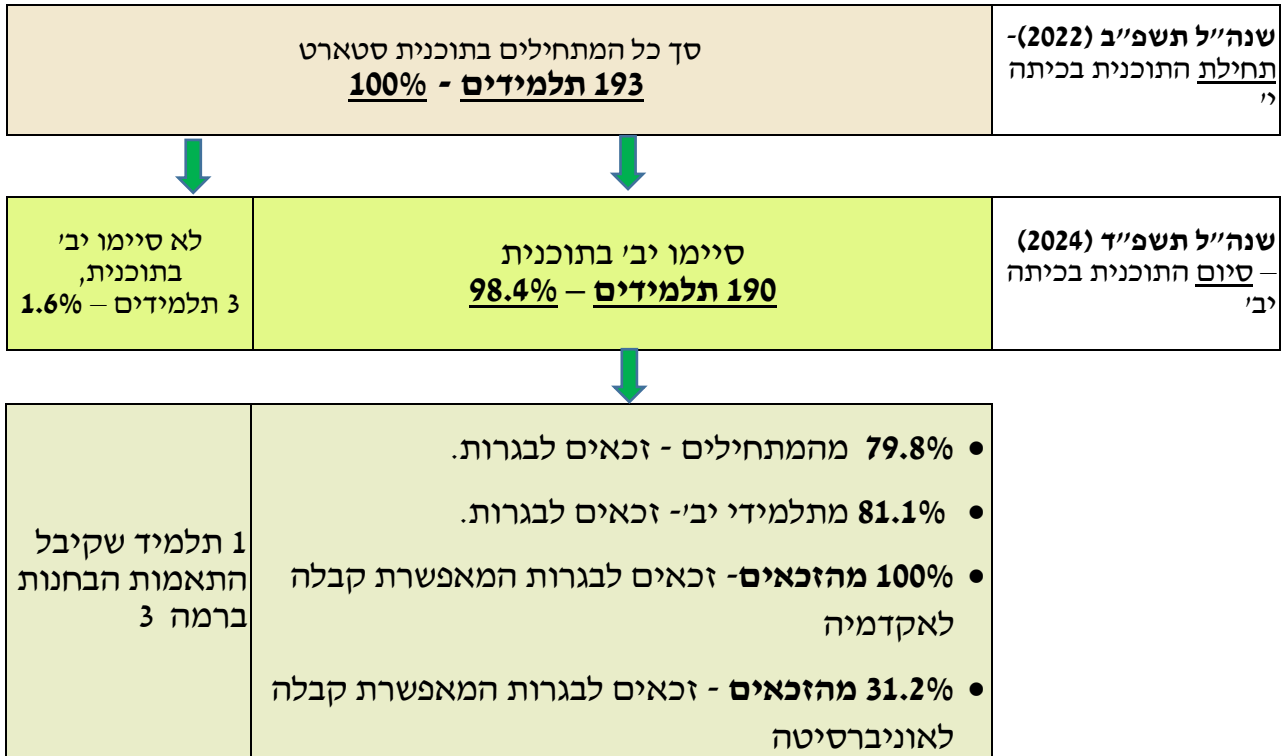 שנה״ל תשפ״ב (2022)-
תחילת התוכנית בכיתה
י׳
סך כל המתחילים בתוכנית סטארט
193 תלמידים - 100%
שנה״ל תשפ״ד (2024)
– סיום התוכנית בכיתה
יב׳
סיימו יב׳ בתוכנית
190 תלמידים – 98.4%
לא סיימו יב׳
בתוכנית,
3 תלמידים – 1.6%
• 79.8% מהמתחילים - זכאים לבגרות.
• 81.1% מתלמידי יב׳- זכאים לבגרות.
• 100% מהזכאים- זכאים לבגרות המאפשרת קבלה
לאקדמיה
• 31.2% מהזכאים - זכאים לבגרות המאפשרת קבלה
לאוניברסיטה
1 תלמיד שקיבל
התאמות הבחנות
ברמה 3